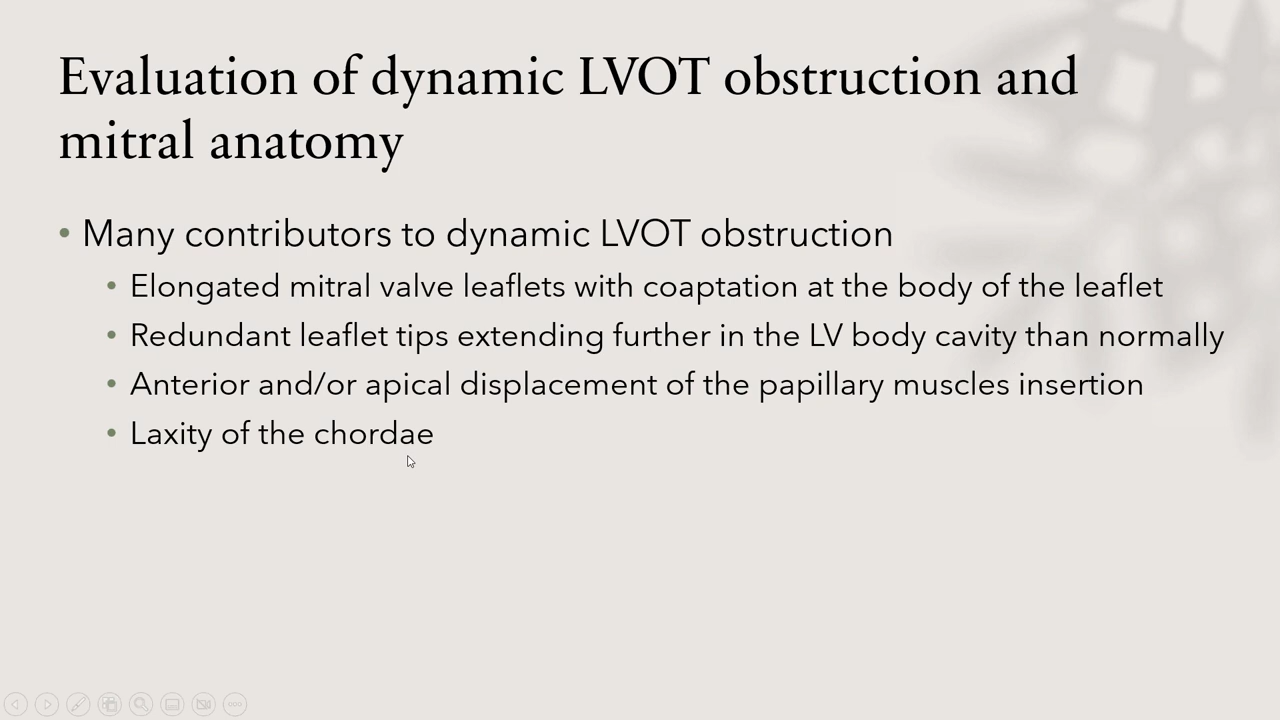 Evaluation of dynamic LVOT obstruction and
mitral anatomy
• Many contributors to dynamic LVOT obstruction
• Elongated mitral valve leaflets with coaptation at the body of the leaflet
• Redundant leaflet tips extending further in the LV body cavity than normally
• Anterior and/or apical displacement of the papillary muscles insertion
• Laxity of the chordae